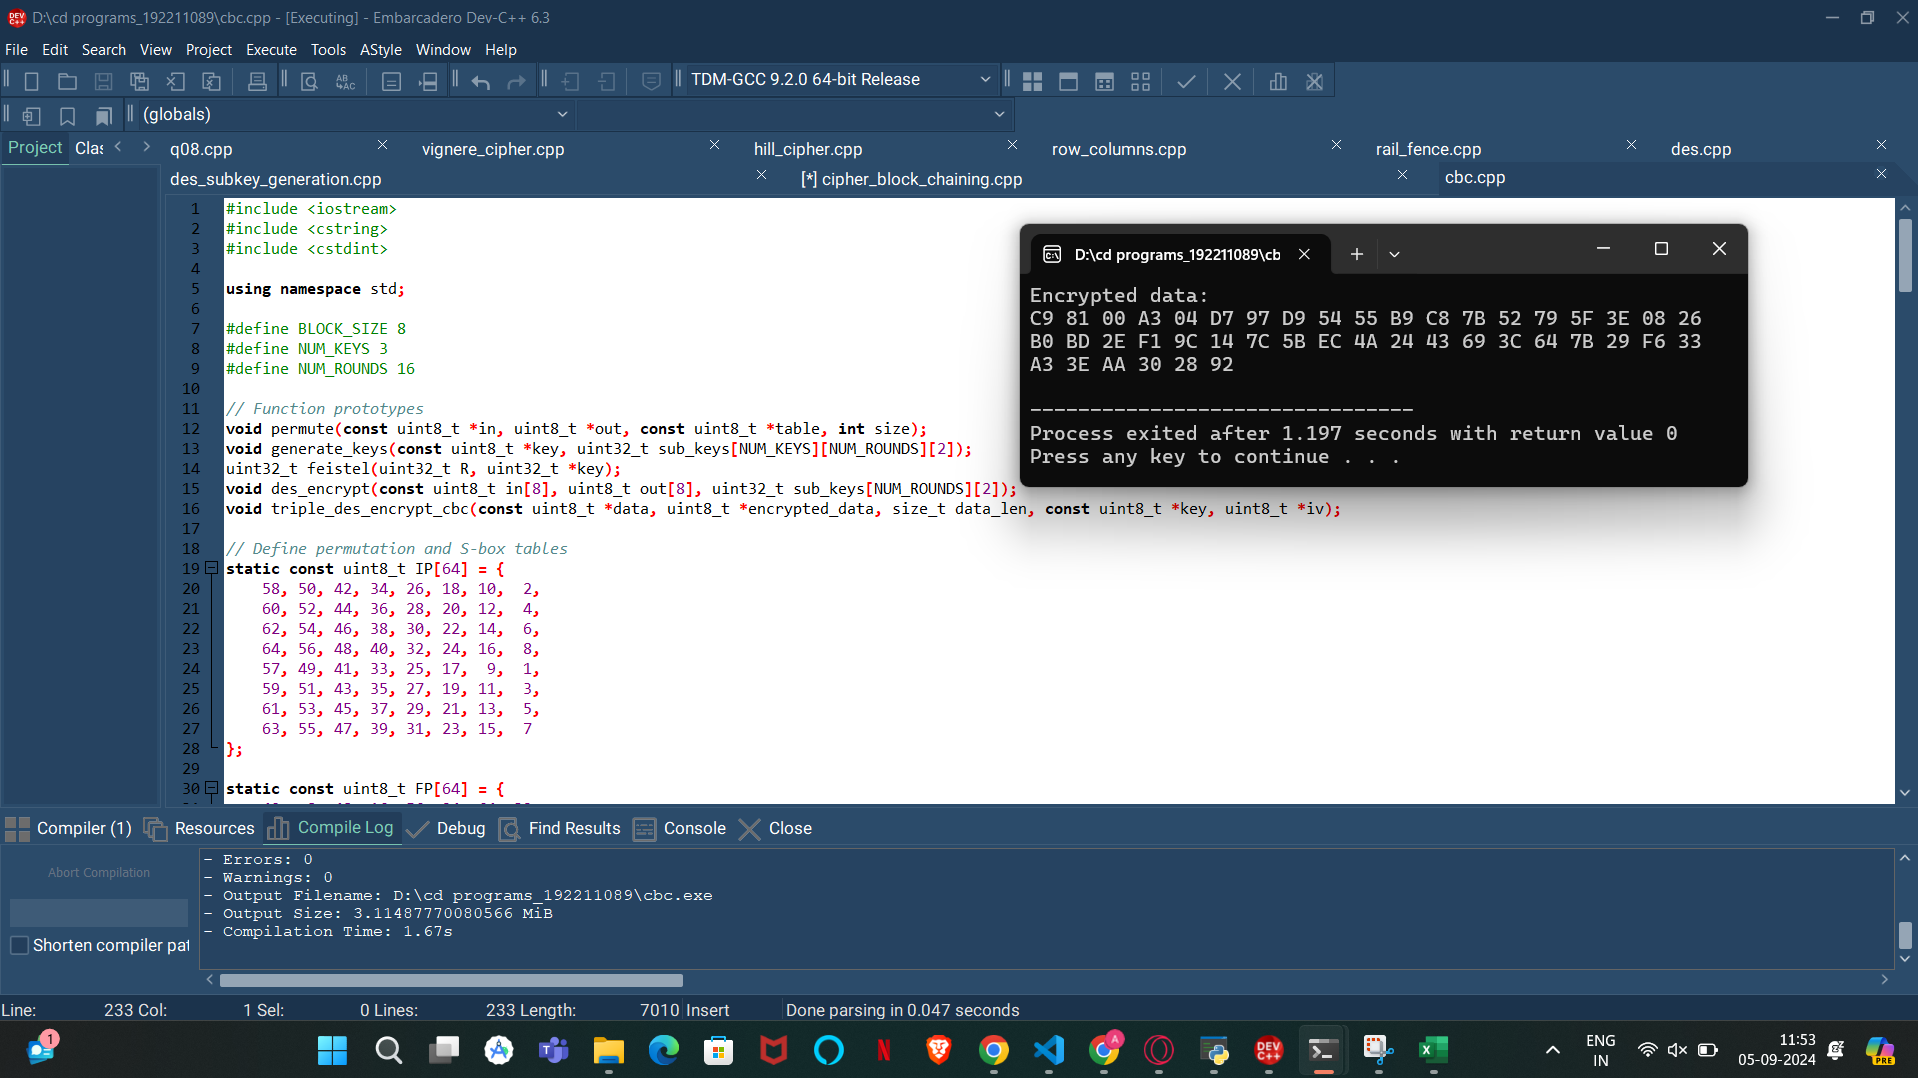 D:\cd programs_192211089\cbc.cpp - [Executing] - Embarcadero Dev-C++ 6.3
File Edit Search View Project Execute Tools AStyle Window Help
TDM-GCC 9.2.0 64-bit Release
(globals)
Project Clas
q08.cpp vignere_cipher.cpp hill_cipher.cpp row_columns.cpp rail_fence.cpp des.cpp
des_subkey_generation.cpp [*] cipher_block_chaining.cpp cbc.cpp
1 #include <iostream>
2 #include <cstring>
3 #include <cstdint>
4
5 using namespace std;
6
7 #define BLOCK_SIZE 8
8 #define NUM_KEYS 3
9 #define NUM_ROUNDS 16
10
11 // Function prototypes
12 void permute(const uint8_t *in, uint8_t *out, const uint8_t *table, int size);
13 void generate_keys(const uint8_t *key, uint32_t sub_keys[NUM_KEYS][NUM_ROUNDS][2]);
14 uint32_t feistel(uint32_t R, uint32_t *key);
15 void des_encrypt(const uint8_t in[8], uint8_t out[8], uint32_t sub_keys[NUM_ROUNDS][2]);
16 void triple_des_encrypt_cbc(const uint8_t *data, uint8_t *encrypted_data, size_t data_len, const uint8_t *key, uint8_t *iv);
17
18 // Define permutation and S-box tables
19 static const uint8_t IP[64] = {
20 58, 50, 42, 34, 26, 18, 10, 2,
21 60, 52, 44, 36, 28, 20, 12, 4,
22 62, 54, 46, 38, 30, 22, 14, 6,
23 64, 56, 48, 40, 32, 24, 16, 8,
24 57, 49, 41, 33, 25, 17, 9, 1,
25 59, 51, 43, 35, 27, 19, 11, 3,
26 61, 53, 45, 37, 29, 21, 13, 5,
27 63, 55, 47, 39, 31, 23, 15, 7
28 };
29
30 static const uint8_t FP[64] = {
D:\cd programs_192211089\cb
Encrypted data:
C9 81 00 A3 04 D7 97 D9 54 55 B9 C8 7B 52 79 5F 3E 08 26
B0 BD 2E F1 9C 14 7C 5B EC 4A 24 43 69 3C 64 7B 29 F6 33
A3 3E AA 30 28 92
--------------------------------
Process exited after 1.197 seconds with return value 0
Press any key to continue . . .
Compiler (1) Resources Compile Log Debug Find Results Console Close
Abort Compilation
Shorten compiler pat
- Errors: 0
- Warnings: 0
- Output Filename: D:\cd programs_192211089\cbc.exe
- Output Size: 3.11487770080566 MiB
- Compilation Time: 1.67s
Line: 233 Col: 1 Sel: 0 Lines: 233 Length: 7010 Insert Done parsing in 0.047 seconds
1
A
DEV C++
ENG
IN
11:53
05-09-2024
PRE